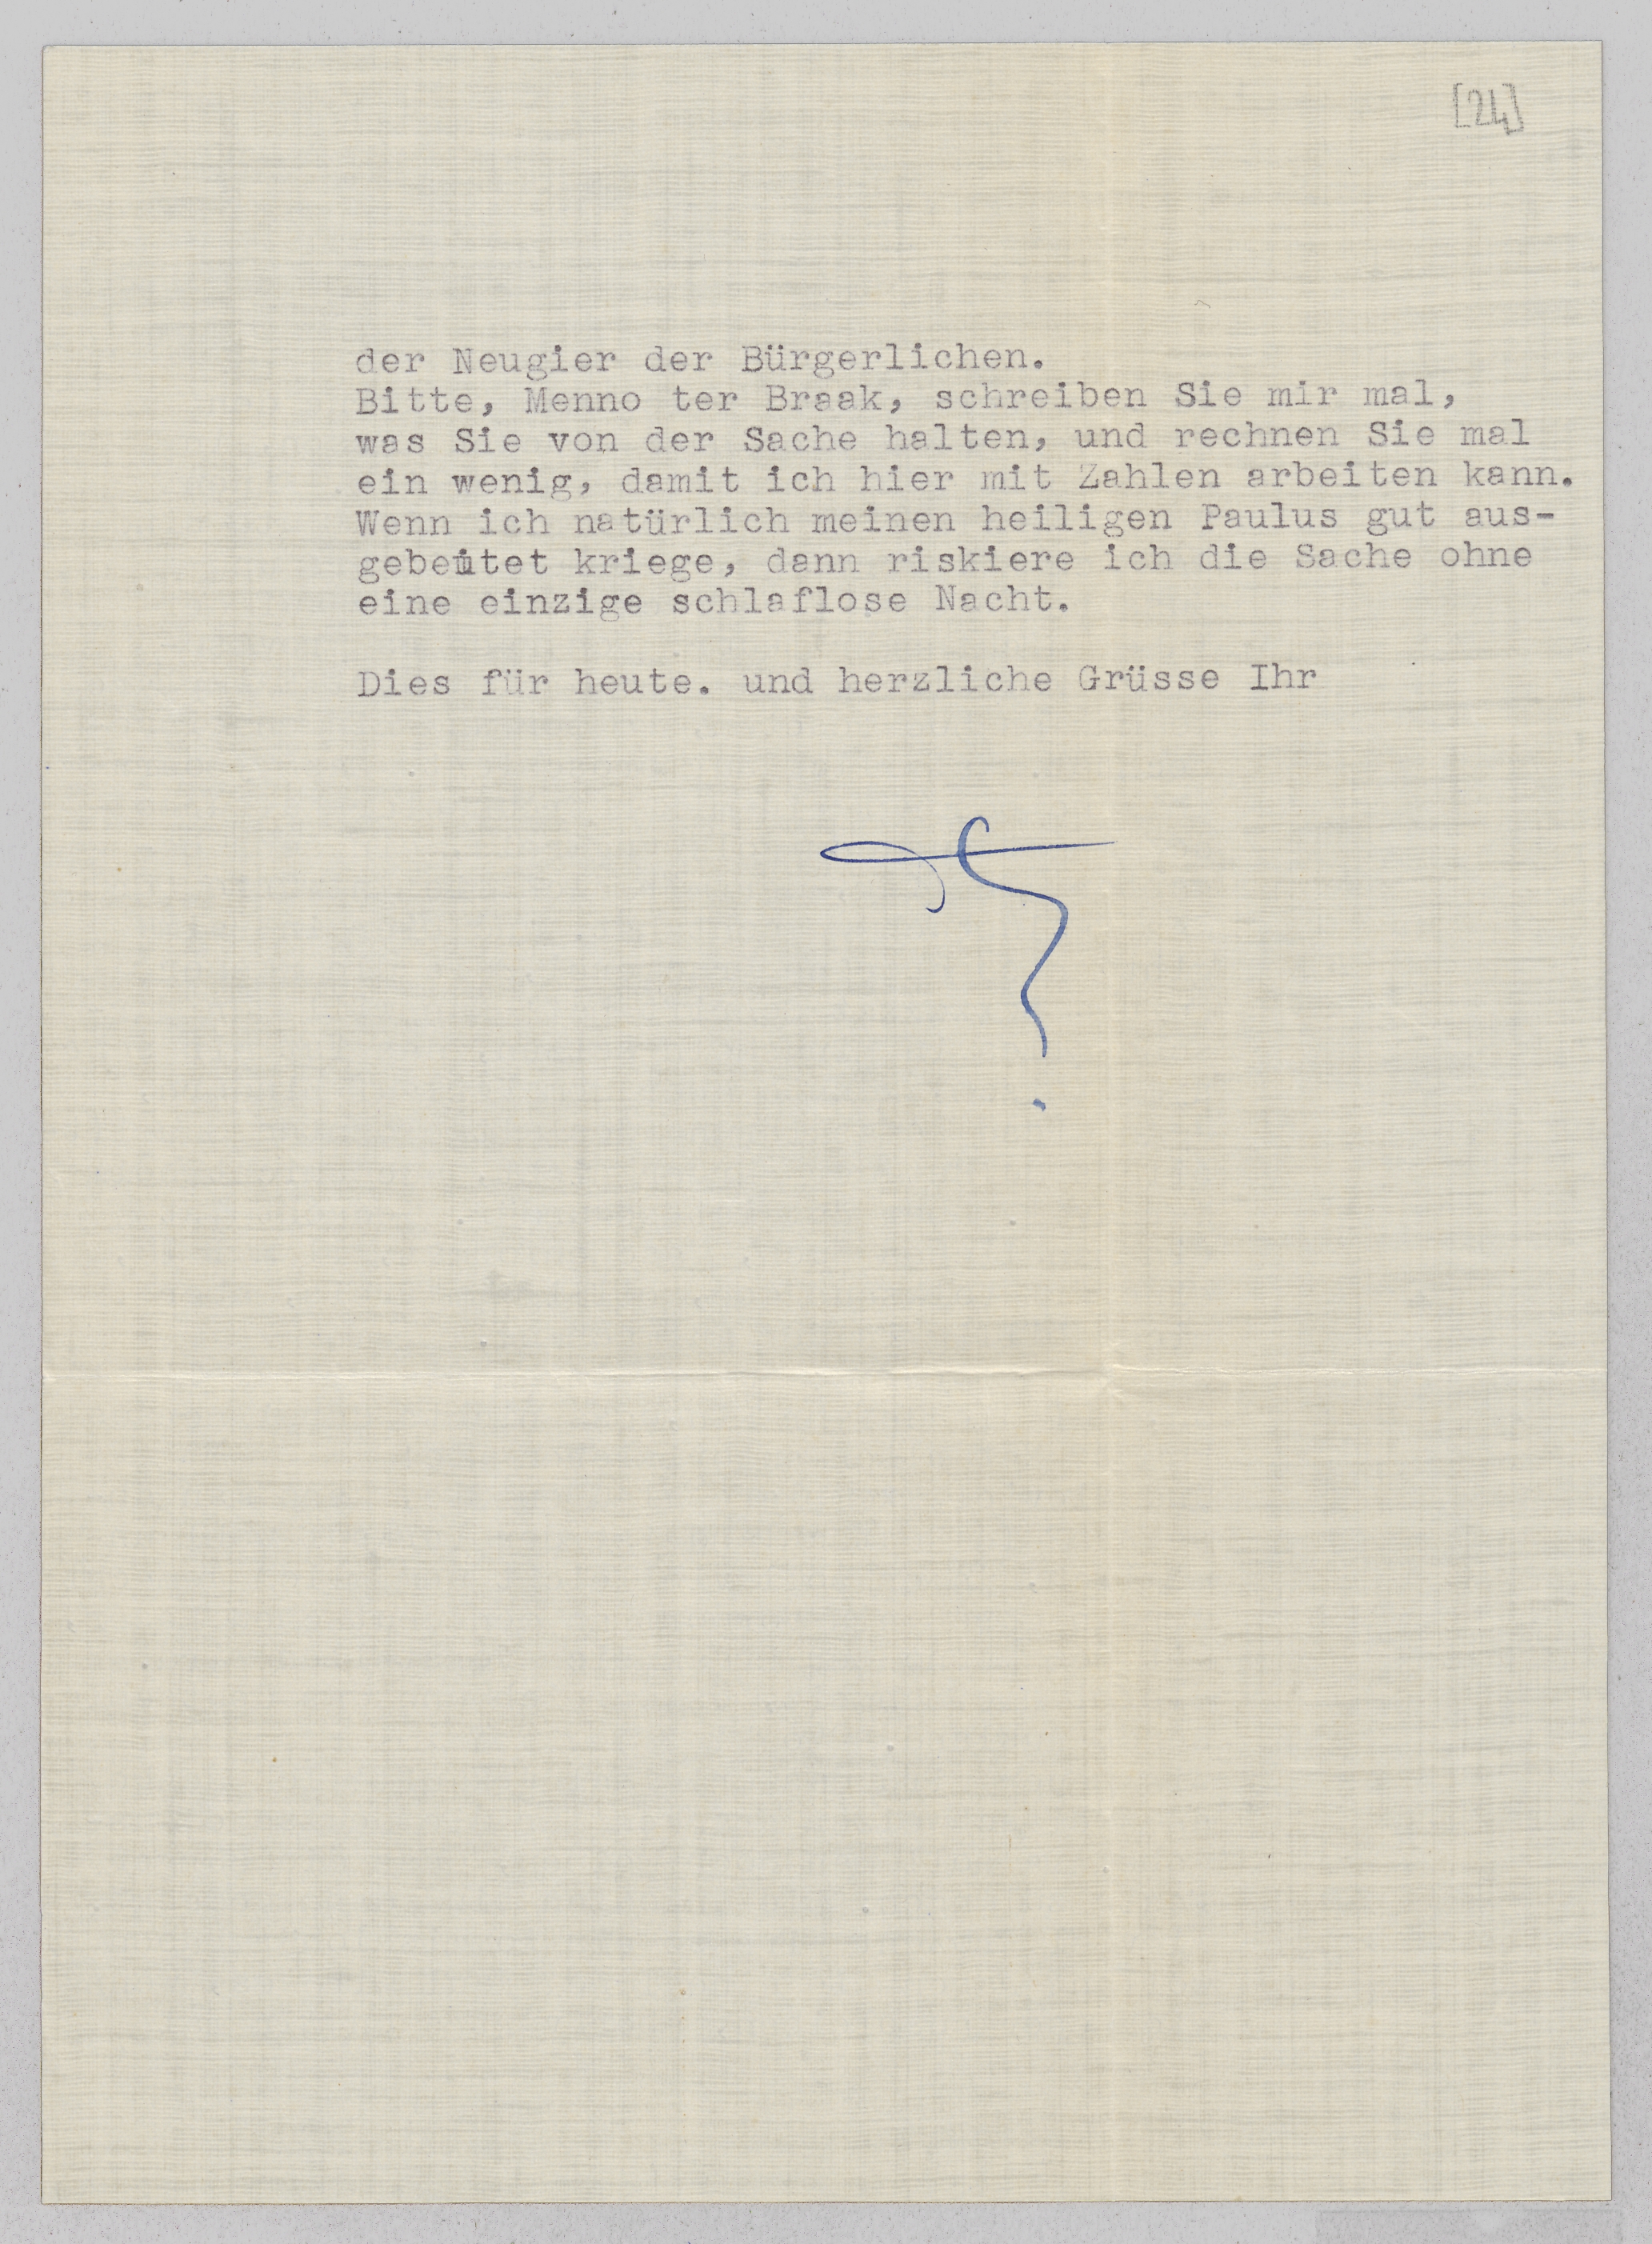 [24]
der Neugier der Bürgerlichen.
Bitte, Menno ter Braak, schreiben Sie mir mal,
was Sie von der Sache halten, und rechnen Sie mal
ein wenig, damit ich hier mit Zahlen arbeiten kann.
Wenn ich natürlich meinen heiligen Paulus gut aus-
gebeutet kriege, dann riskiere ich die Sache ohne
eine einzige schlaflose Nacht.
Dies für heute. und herzliche Grüsse Ihr